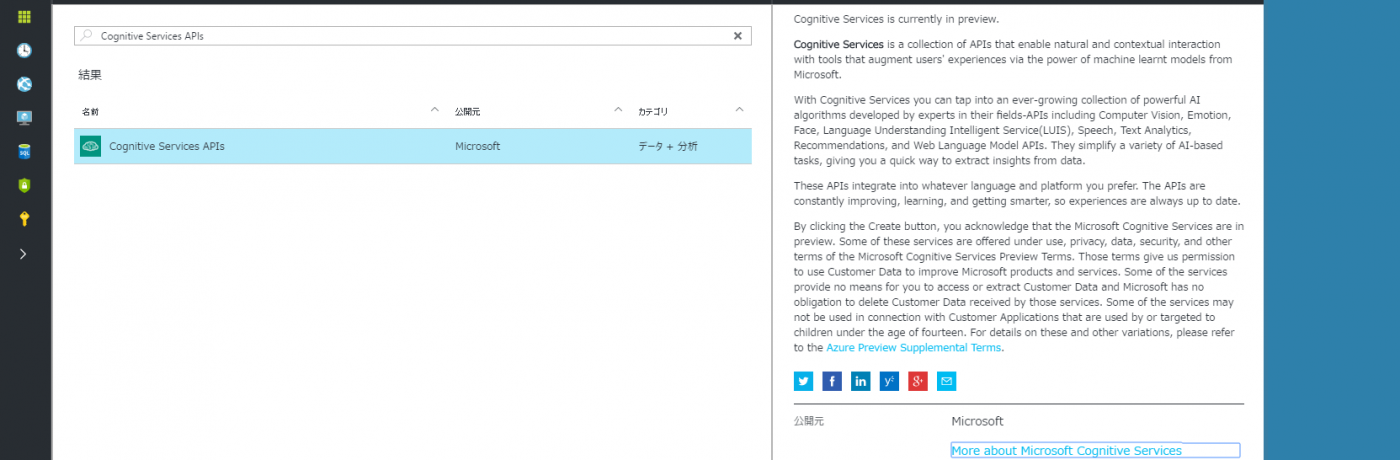 Cognitive Services APIs
結果
名前 公開元 カテゴリ
Cognitive Services APIs Microsoft データ + 分析
SQL
Cognitive Services is currently in preview.
Cognitive Services is a collection of APIs that enable natural and contextual interaction
with tools that augment users' experiences via the power of machine learnt models from
Microsoft.
With Cognitive Services you can tap into an ever-growing collection of powerful AI
algorithms developed by experts in their fields-APIs including Computer Vision, Emotion,
Face, Language Understanding Intelligent Service(LUIS), Speech, Text Analytics,
Recommendations, and Web Language Model APIs. They simplify a variety of AI-based
tasks, giving you a quick way to extract insights from data.
These APIs integrate into whatever language and platform you prefer. The APIs are
constantly improving, learning, and getting smarter, so experiences are always up to date.
By clicking the Create button, you acknowledge that the Microsoft Cognitive Services are in
preview. Some of these services are offered under use, privacy, data, security, and other
terms of the Microsoft Cognitive Services Preview Terms. Those terms give us permission
to use Customer Data to improve Microsoft products and services. Some of the services
provide no means for you to access or extract Customer Data and Microsoft has no
obligation to delete Customer Data received by those services. Some of the services may
not be used in connection with Customer Applications that are used by or targeted to
children under the age of fourteen. For details on these and other variations, please refer
to the Azure Preview Supplemental Terms.
公開元 Microsoft
More about Microsoft Cognitive Services